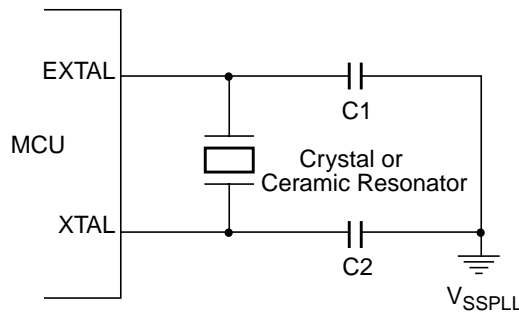 EXTAL
C1
MCU
Crystal or
Ceramic Resonator
XTAL
C2
VSSPLL